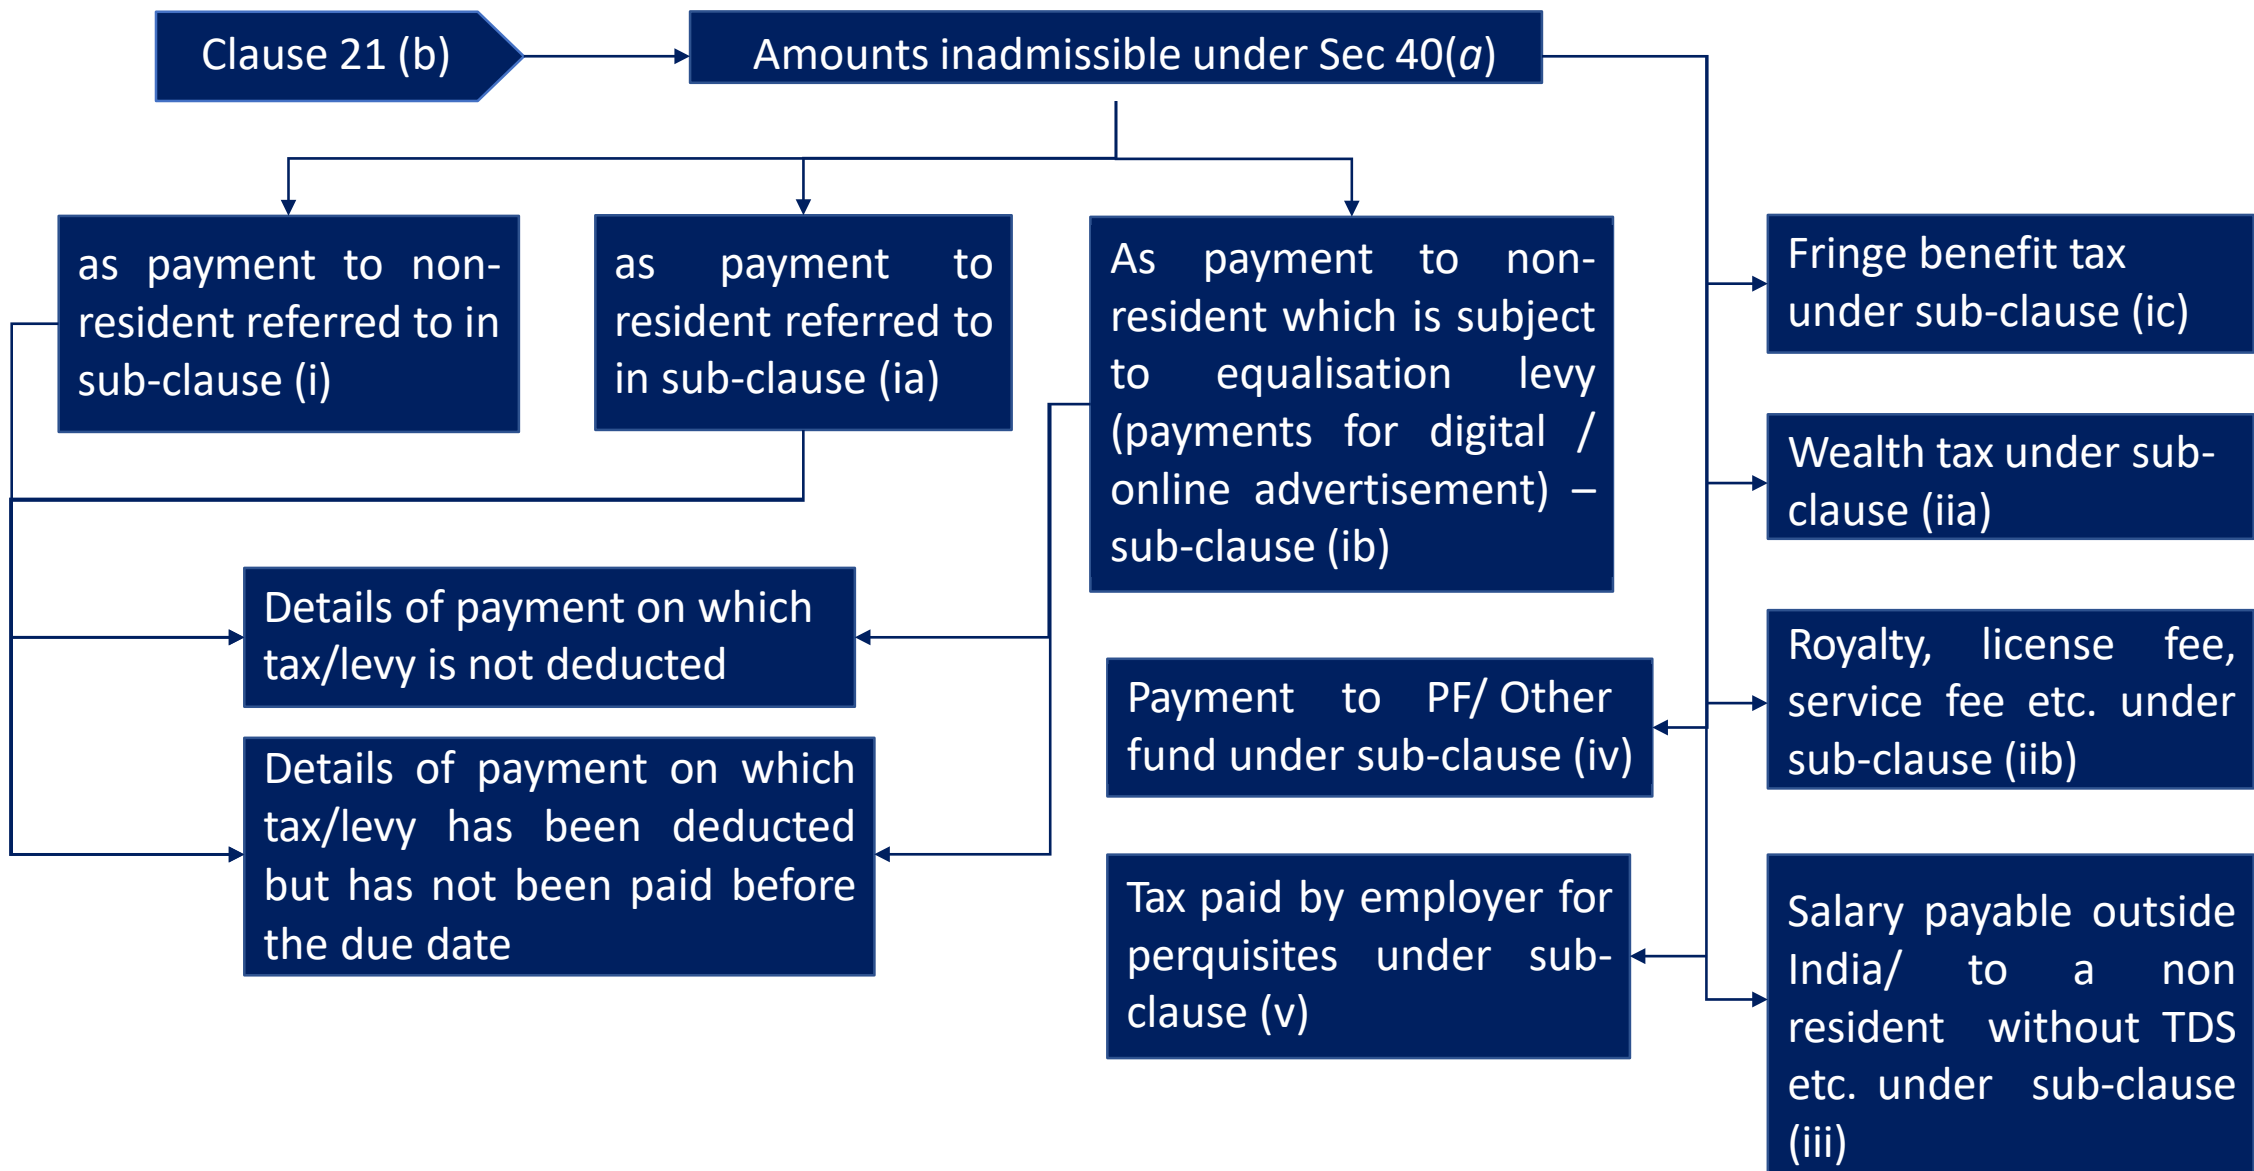 Clause 21 (b)
Amounts inadmissible under Sec 40(a)
as payment to non-
resident referred to in
sub-clause (i)
as payment to
resident referred to
in sub-clause (ia)
As payment to non-
resident which is subject
to equalisation levy
(payments for digital /
online advertisement) –
sub-clause (ib)
Fringe benefit tax
under sub-clause (ic)
Wealth tax under sub-
clause (iia)
Details of payment on which
tax/levy is not deducted
Royalty, license fee,
service fee etc. under
sub-clause (iib)
Payment to PF/ Other
fund under sub-clause (iv)
Details of payment on which
tax/levy has been deducted
but has not been paid before
the due date
Tax paid by employer for
perquisites under sub-
clause (v)
Salary payable outside
India/ to a non
resident without TDS
etc. under sub-clause
(iii)